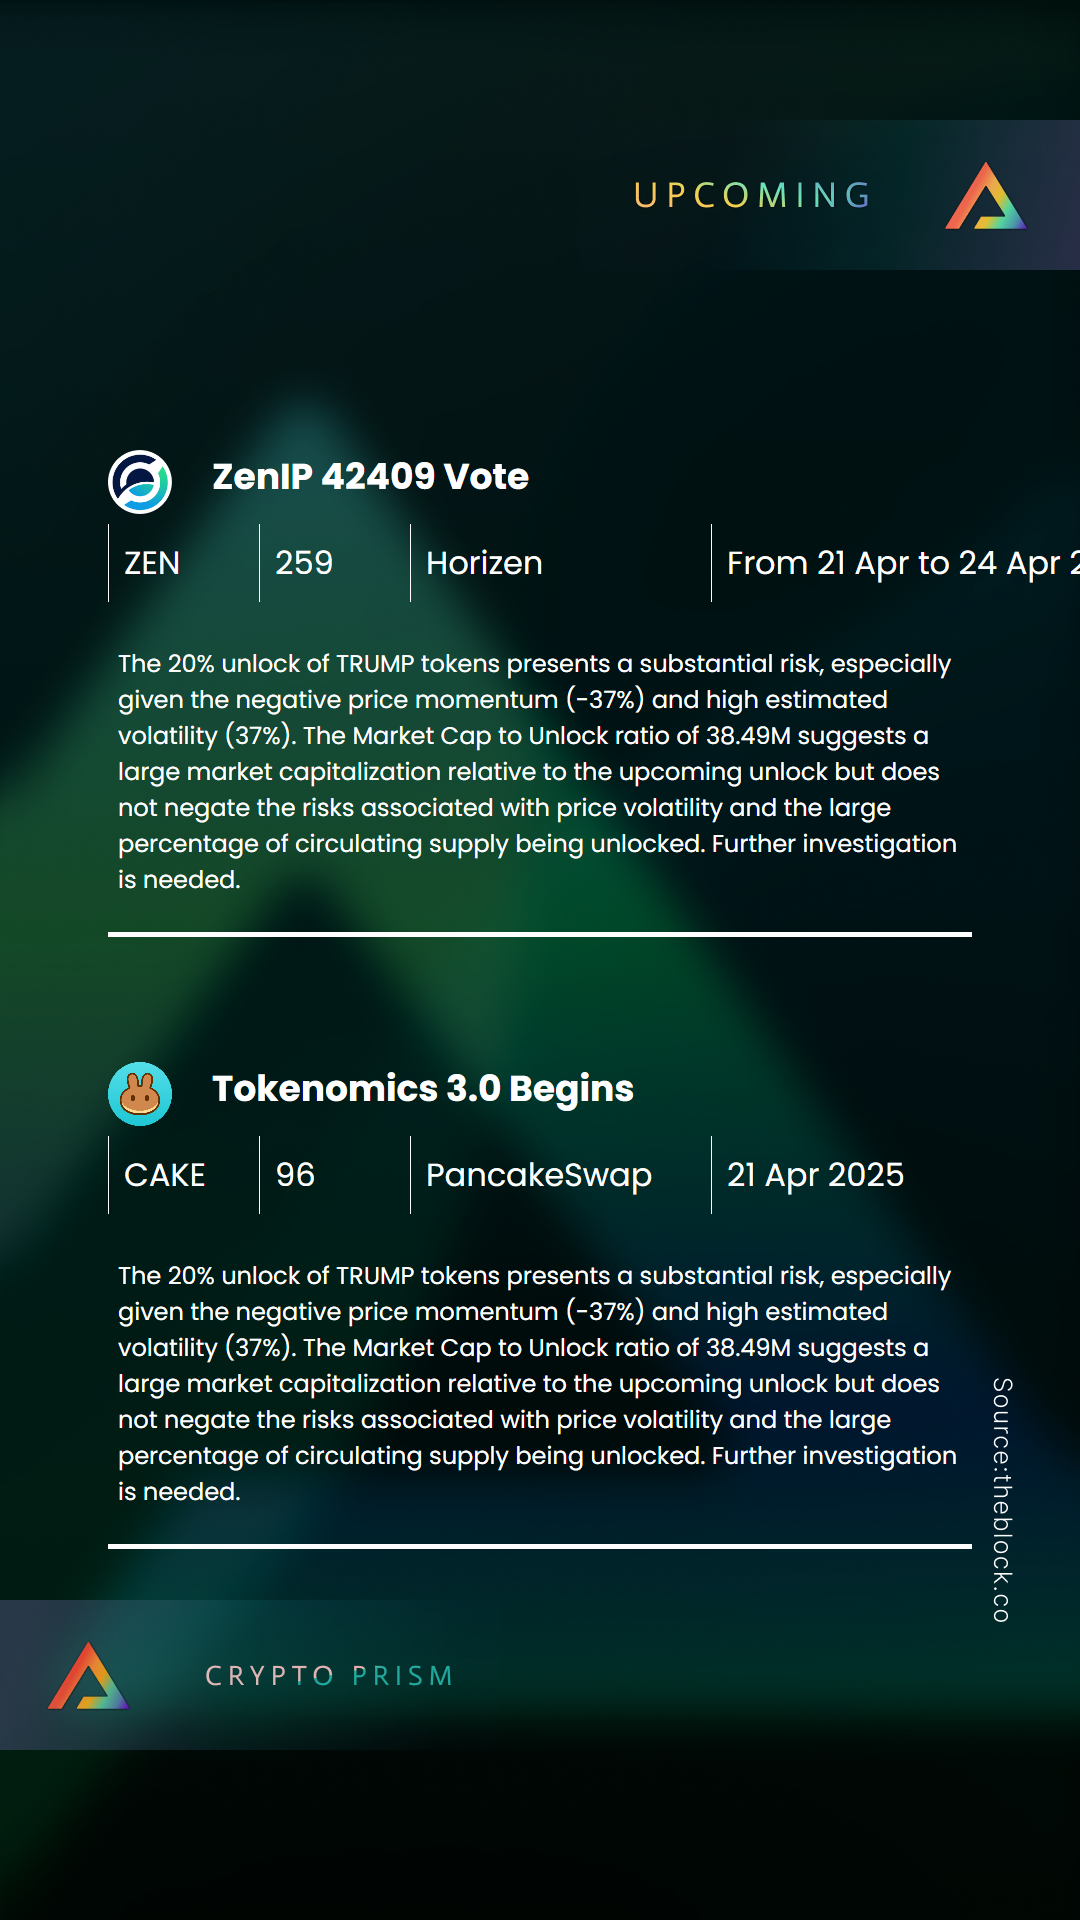 UPCOMING
ZenIP 42409 Vote
ZEN
259
Horizen
From 21 Apr to 24 Apr 2
The 20% unlock of TRUMP tokens presents a substantial risk, especially
given the negative price momentum (-37%) and high estimated
volatility (37%). The Market Cap to Unlock ratio of 38.49M suggests a
large market capitalization relative to the upcoming unlock but does
not negate the risks associated with price volatility and the large
percentage of circulating supply being unlocked. Further investigation
is needed.
Tokenomics 3.0 Begins
CAKE
96
PancakeSwap
21 Apr 2025
The 20% unlock of TRUMP tokens presents a substantial risk, especially
given the negative price momentum (-37%) and high estimated
volatility (37%). The Market Cap to Unlock ratio of 38.49M suggests a
large market capitalization relative to the upcoming unlock but does
not negate the risks associated with price volatility and the large
percentage of circulating supply being unlocked. Further investigation
is needed.
Source:theblock.co
CRYPTO PRISM